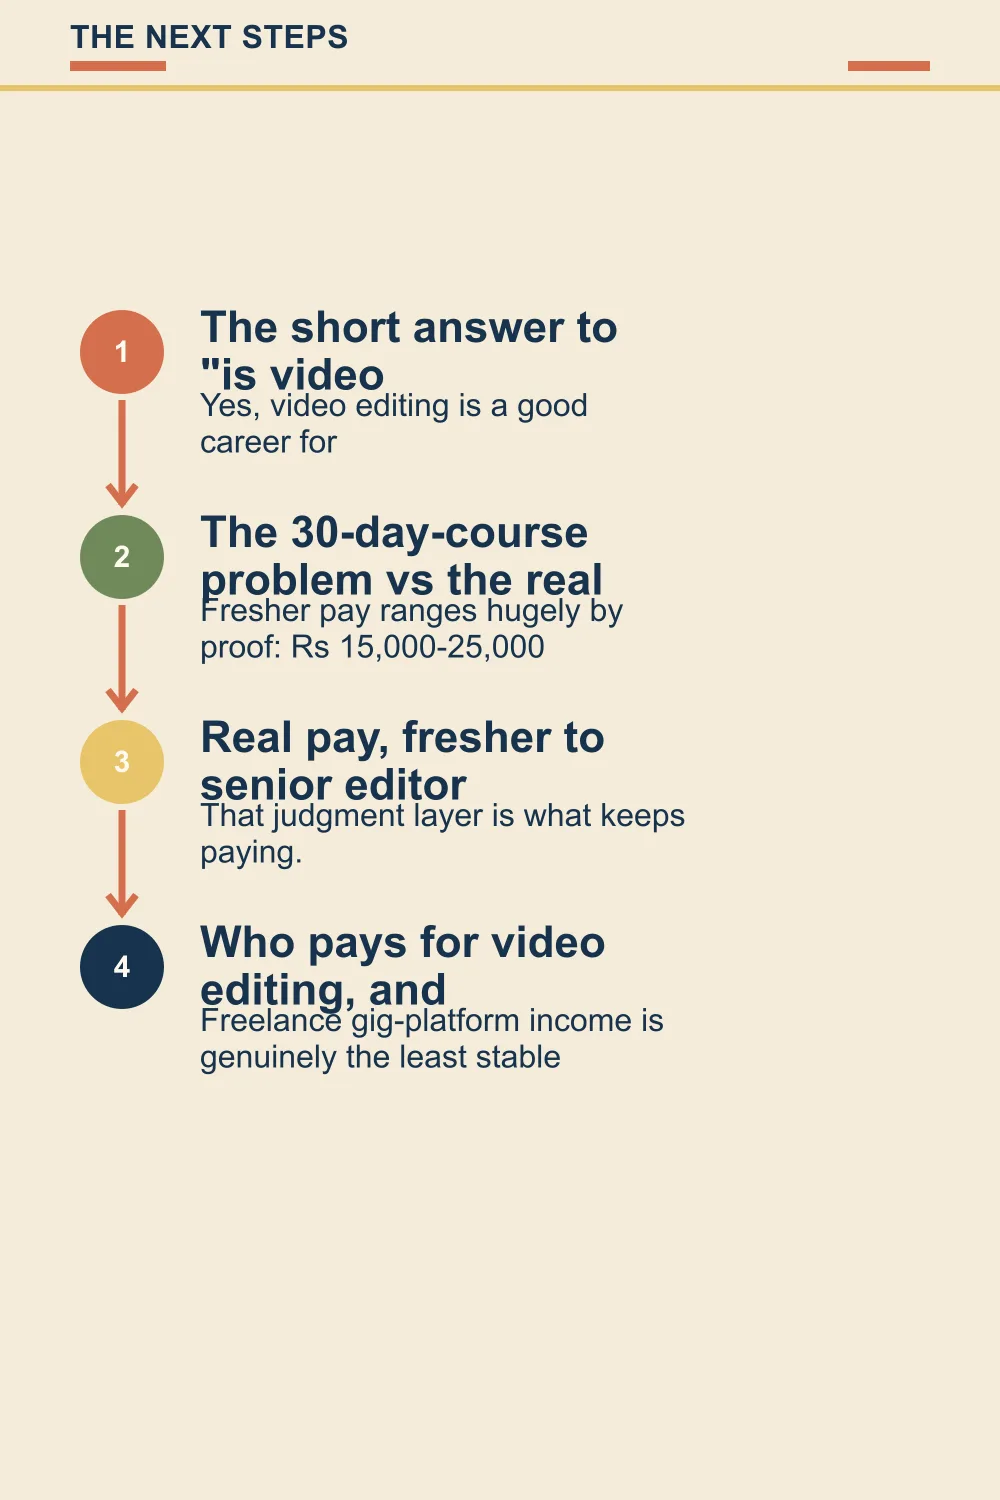 THE NEXT STEPS
1
The short answer to
"is video
Yes, video editing is a good
career for
2
The 30-day-course
problem vs the real
Fresher pay ranges hugely by
proof: Rs 15,000-25,000
3
Real pay, fresher to
senior editor
That judgment layer is what keeps
paying.
4
Who pays for video
editing, and
Freelance gig-platform income is
genuinely the least stable